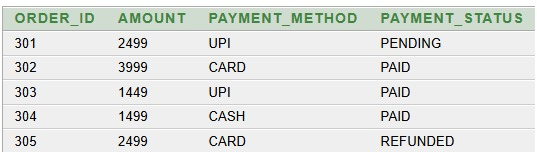 ORDER_ID AMOUNT PAYMENT_METHOD PAYMENT_STATUS
301 2499 UPI PENDING
302 3999 CARD PAID
303 1449 UPI PAID
304 1499 CASH PAID
305 2499 CARD REFUNDED